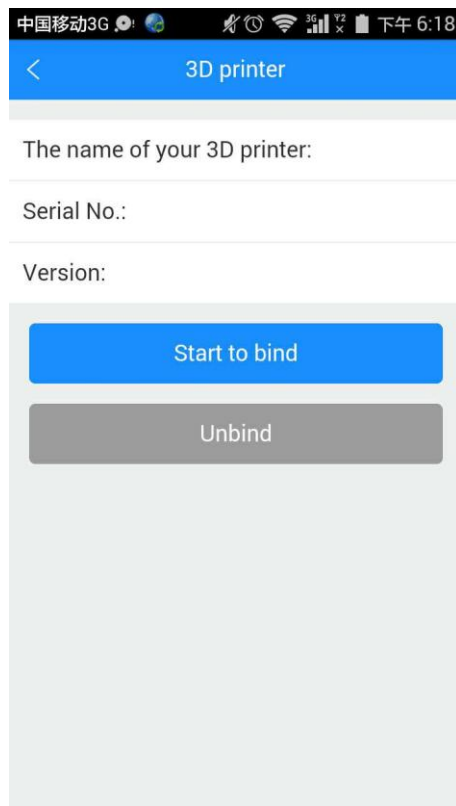 中国移动3G 下午 6:18
3D printer
The name of your 3D printer:
Serial No.:
Version:
Start to bind
Unbind